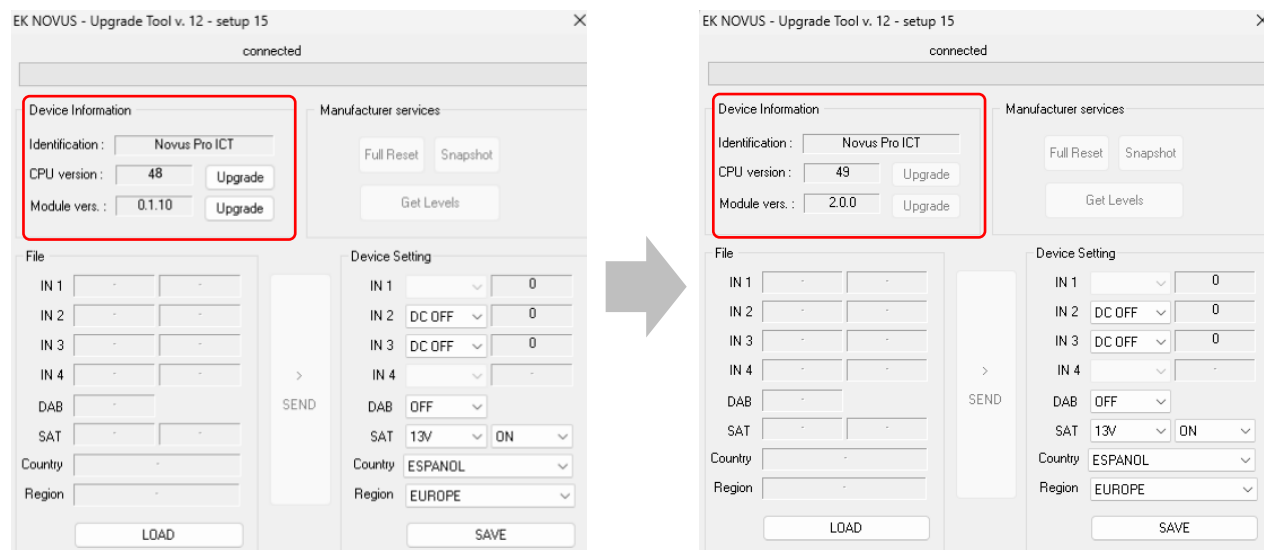 EK NOVUS - Upgrade Tool v. 12 - setup 15
connected
Device Information
Identification : Novus Pro ICT
CPU version : 48 Upgrade
Module vers. : 0.1.10 Upgrade
Manufacturer services
Full Reset Snapshot
Get Levels
File
IN 1 - -
IN 2 - -
IN 3 - -
IN 4 - -
DAB -
SAT - -
Country -
Region -
LOAD
>
SEND
Device Setting
IN 1 0
IN 2 DC OFF 0
IN 3 DC OFF 0
IN 4 -
DAB OFF
SAT 13V ON
Country ESPANOL
Region EUROPE
SAVE
EK NOVUS - Upgrade Tool v. 12 - setup 15
connected
Device Information
Identification : Novus Pro ICT
CPU version : 49 Upgrade
Module vers. : 2.0.0 Upgrade
Manufacturer services
Full Reset Snapshot
Get Levels
File
IN 1 - -
IN 2 - -
IN 3 - -
IN 4 - -
DAB -
SAT - -
Country -
Region -
LOAD
>
SEND
Device Setting
IN 1 0
IN 2 DC OFF 0
IN 3 DC OFF 0
IN 4 -
DAB OFF
SAT 13V ON
Country ESPANOL
Region EUROPE
SAVE